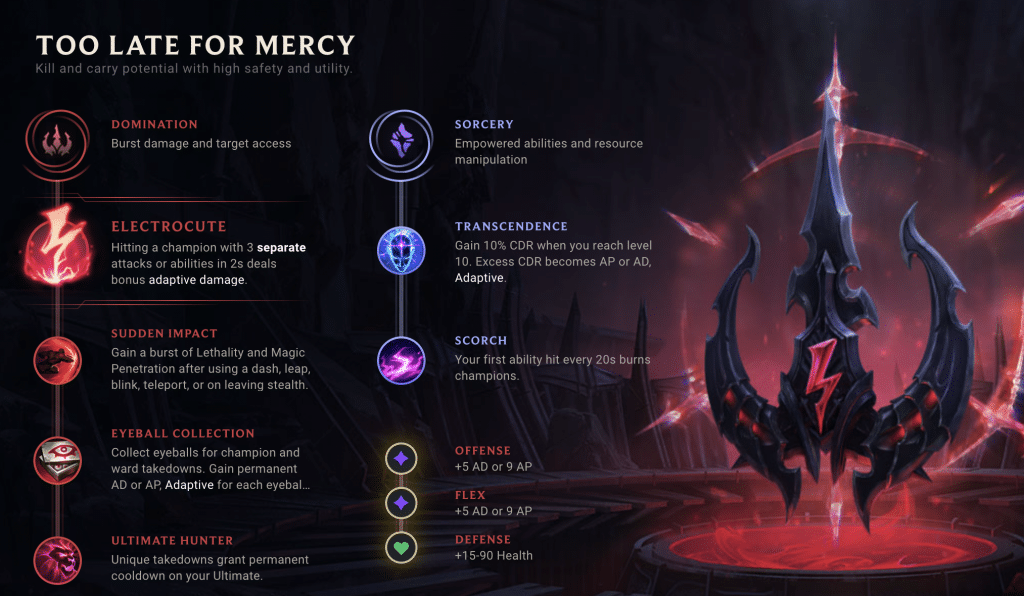 TOO LATE FOR MERCY
Kill and carry potential with high safety and utility.
DOMINATION
Burst damage and target access
ELECTROCUTE
Hitting a champion with 3 separate
attacks or abilities in 2s deals
bonus adaptive damage.
SUDDEN IMPACT
Gain a burst of Lethality and Magic
Penetration after using a dash, leap,
blink, teleport, or on leaving stealth.
EYEBALL COLLECTION
Collect eyeballs for champion and
ward takedowns. Gain permanent
AD or AP, Adaptive for each eyebal...
ULTIMATE HUNTER
Unique takedowns grant permanent
cooldown on your Ultimate.
SORCERY
Empowered abilities and resource
manipulation
TRANSCENDENCE
Gain 10% CDR when you reach level
10. Excess CDR becomes AP or AD,
Adaptive.
SCORCH
Your first ability hit every 20s burns
champions.
OFFENSE
+5 AD or 9 AP
FLEX
+5 AD or 9 AP
DEFENSE
+15-90 Health